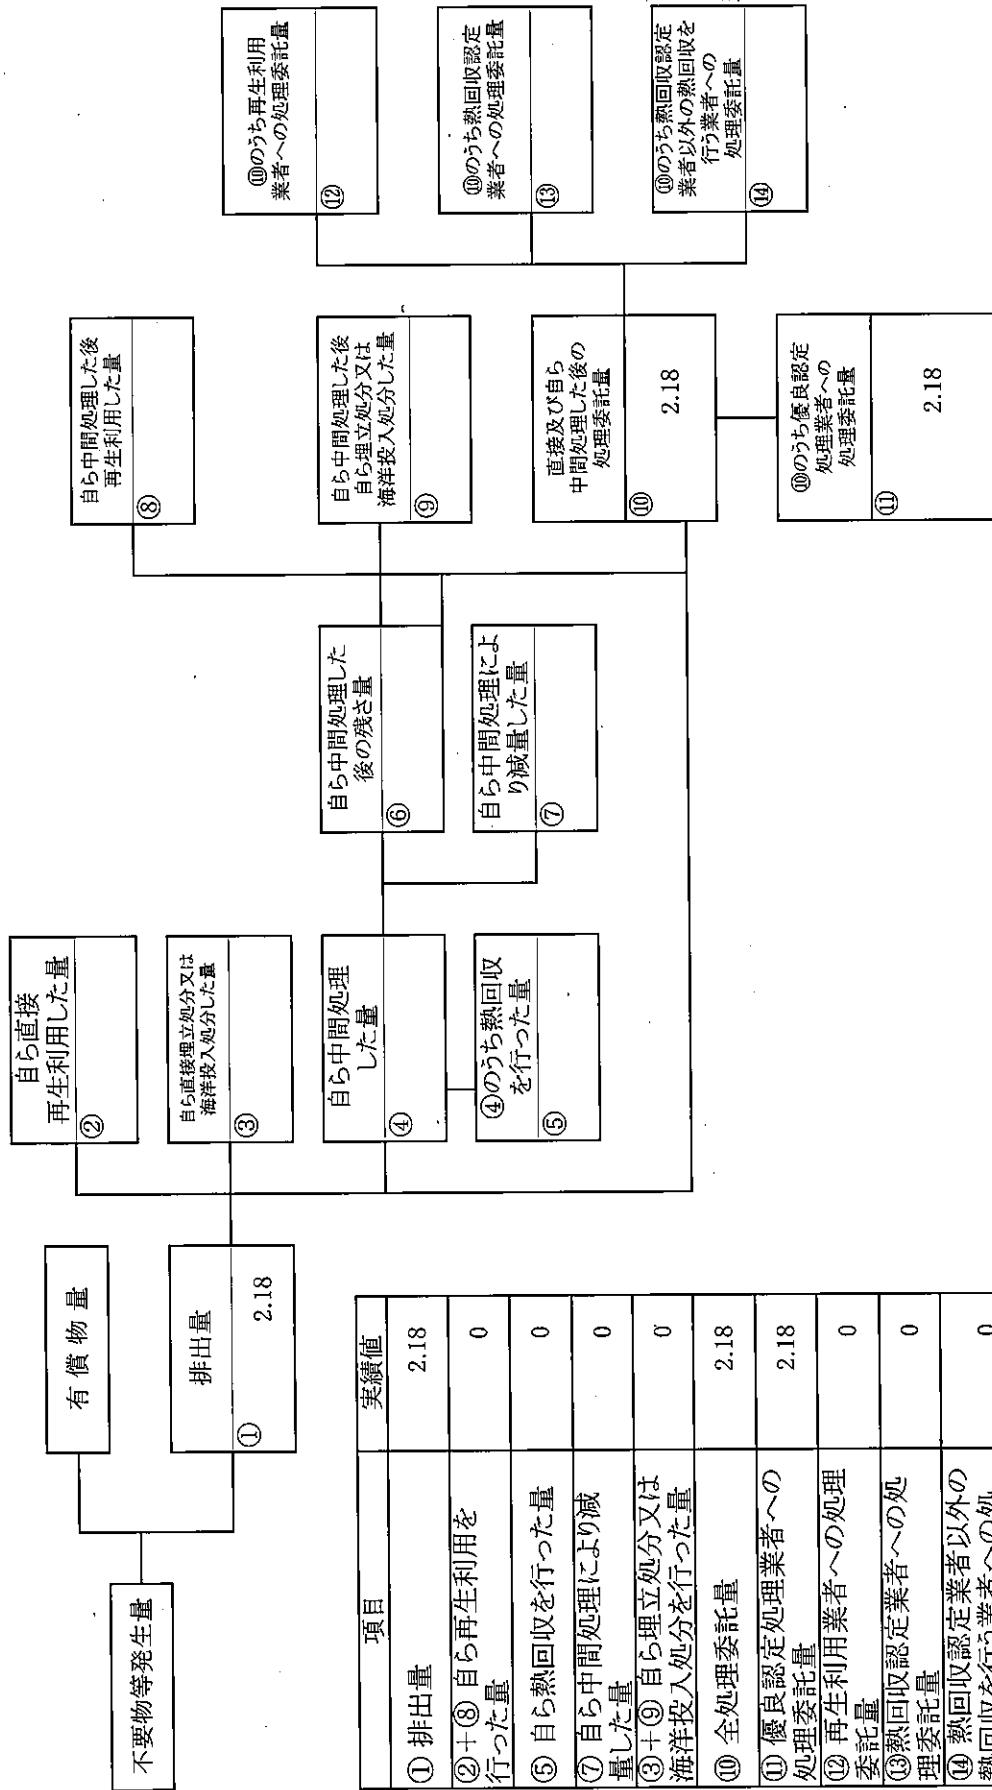 不要物等発生量
有償物量
排出量
①
2.18
自ら直接
再生利用した量
②
自ら直接埋立処分又は
海洋投入処分した量
③
自ら中間処理
した量
④
④のうち熱回収
を行った量
⑤
自ら中間処理した
後の残さ量
⑥
自ら中間処理によ
り減量した量
⑦
自ら中間処理した後
再生利用した量
⑧
自ら中間処理した後
自ら埋立処分又は
海洋投入処分した量
⑨
直接及び自ら
中間処理した後の
処理委託量
⑩
2.18
⑩のうち優良認定
処理業者への
処理委託量
⑪
2.18
⑩のうち再生利用
業者への処理委託量
⑫
⑩のうち熱回収認定
業者への処理委託量
⑬
⑩のうち熱回収認定
業者以外の熱回収を
行う業者への
処理委託量
⑭
項目 実績値
① 排出量 2.18
②+⑧ 自ら再生利用を
行った量 0
⑤ 自ら熱回収を行った量 0
⑦ 自ら中間処理により減
量した量 0
③+⑨ 自ら埋立処分又は
海洋投入処分を行った量 0
⑩ 全処理委託量 2.18
⑪ 優良認定処理業者への
処理委託量 2.18
⑫ 再生利用業者への処理
委託量 0
⑬熱回収認定業者への処
理委託量 0
⑭ 熱回収認定業者以外の
熱回収を行う業者への処 0